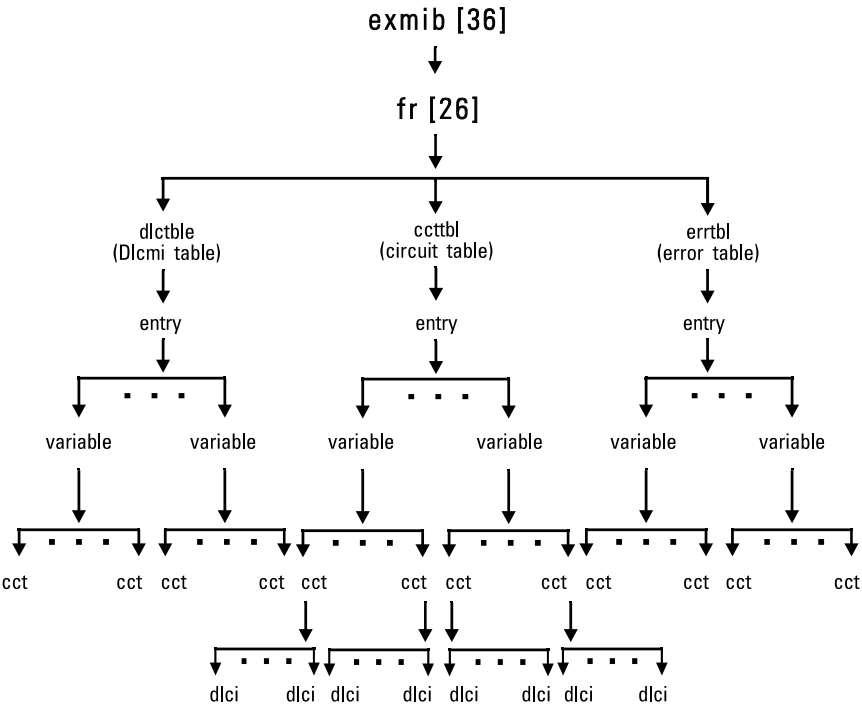 exmib [36]
fr [26]
dlctble ccttbl errtbl
(Dlcmi table) (circuit table) (error table)
entry entry entry
variable variable variable variable variable variable
cct cct cct cct cct cct cct cct cct cct cct cct
dlci dlci dlci dlci dlci dlci dlci dlci